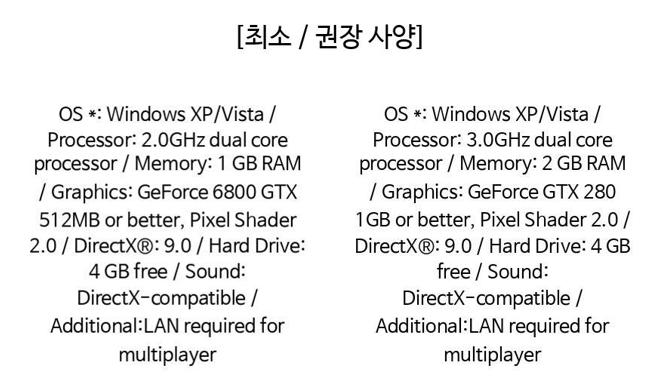 [최소 / 권장 사양]
OS *: Windows XP/Vista /
Processor: 2.0GHz dual core
processor / Memory: 1 GB RAM
/ Graphics: GeForce 6800 GTX
512MB or better, Pixel Shader
2.0 / DirectX®: 9.0 / Hard Drive:
4 GB free / Sound:
DirectX-compatible /
Additional:LAN required for
multiplayer
OS *: Windows XP/Vista /
Processor: 3.0GHz dual core
processor / Memory: 2 GB RAM
/ Graphics: GeForce GTX 280
1GB or better, Pixel Shader 2.0 /
DirectX®: 9.0 / Hard Drive: 4 GB
free / Sound:
DirectX-compatible /
Additional:LAN required for
multiplayer